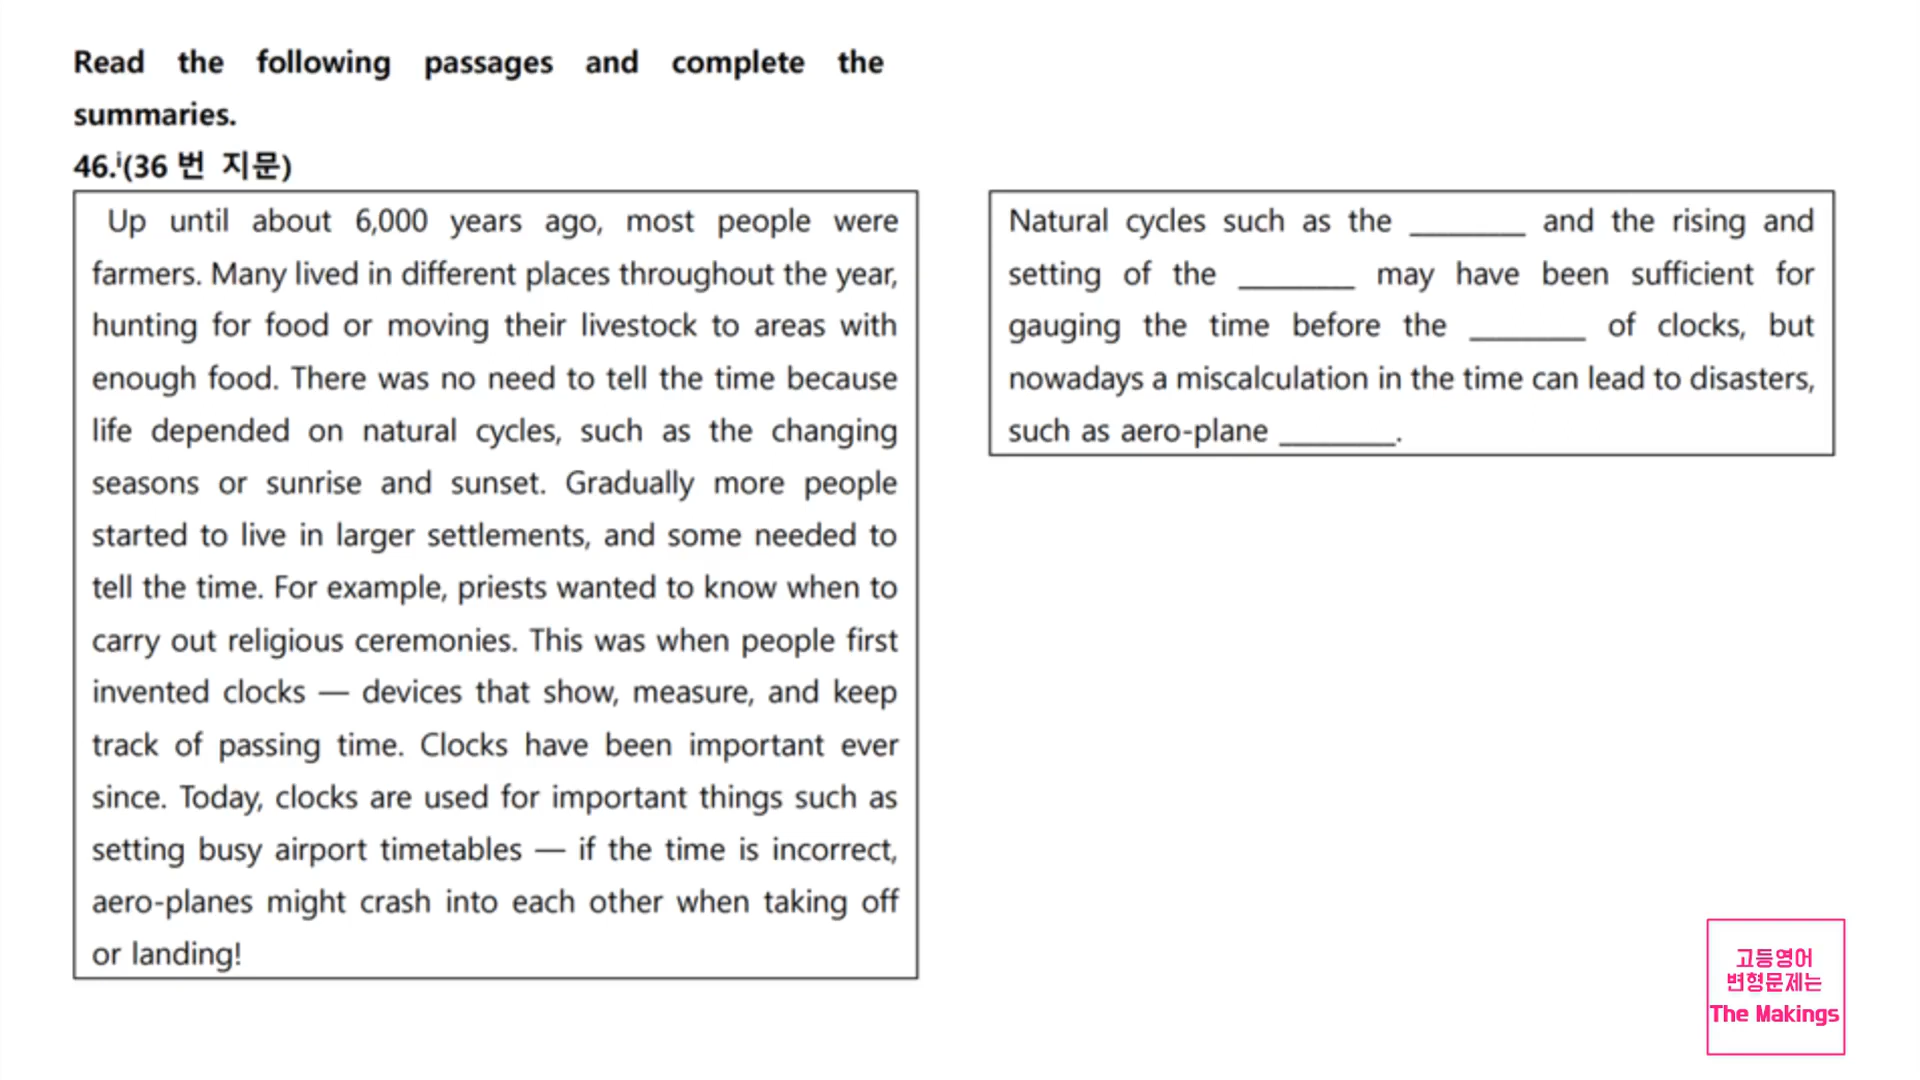 Read the following passages and complete the
summaries.
46.ⁱ(36 번 지문)
Up until about 6,000 years ago, most people were
farmers. Many lived in different places throughout the year,
hunting for food or moving their livestock to areas with
enough food. There was no need to tell the time because
life depended on natural cycles, such as the changing
seasons or sunrise and sunset. Gradually more people
started to live in larger settlements, and some needed to
tell the time. For example, priests wanted to know when to
carry out religious ceremonies. This was when people first
invented clocks — devices that show, measure, and keep
track of passing time. Clocks have been important ever
since. Today, clocks are used for important things such as
setting busy airport timetables — if the time is incorrect,
aero-planes might crash into each other when taking off
or landing!
Natural cycles such as the ________ and the rising and
setting of the ________ may have been sufficient for
gauging the time before the ________ of clocks, but
nowadays a miscalculation in the time can lead to disasters,
such as aero-plane ________.
고등영어
변형문제는
The Makings